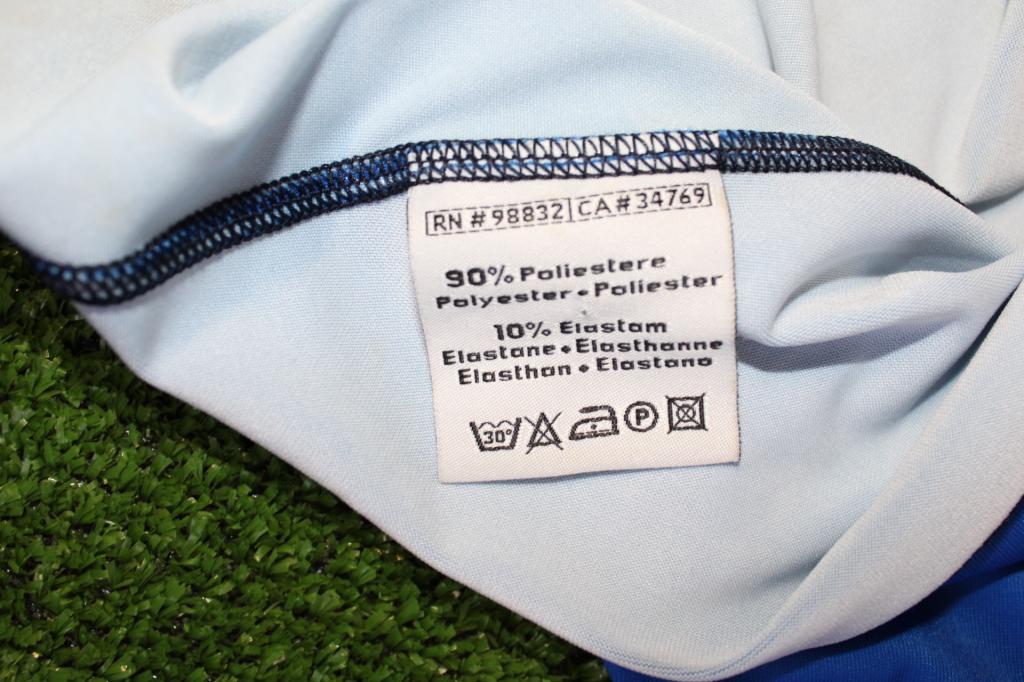 RN # 98832 CA # 34769
90% Poliestere
Polyester • Poliester
10% Elastam
Elastane • Elasthanne
Elasthan • Elastano
30° P